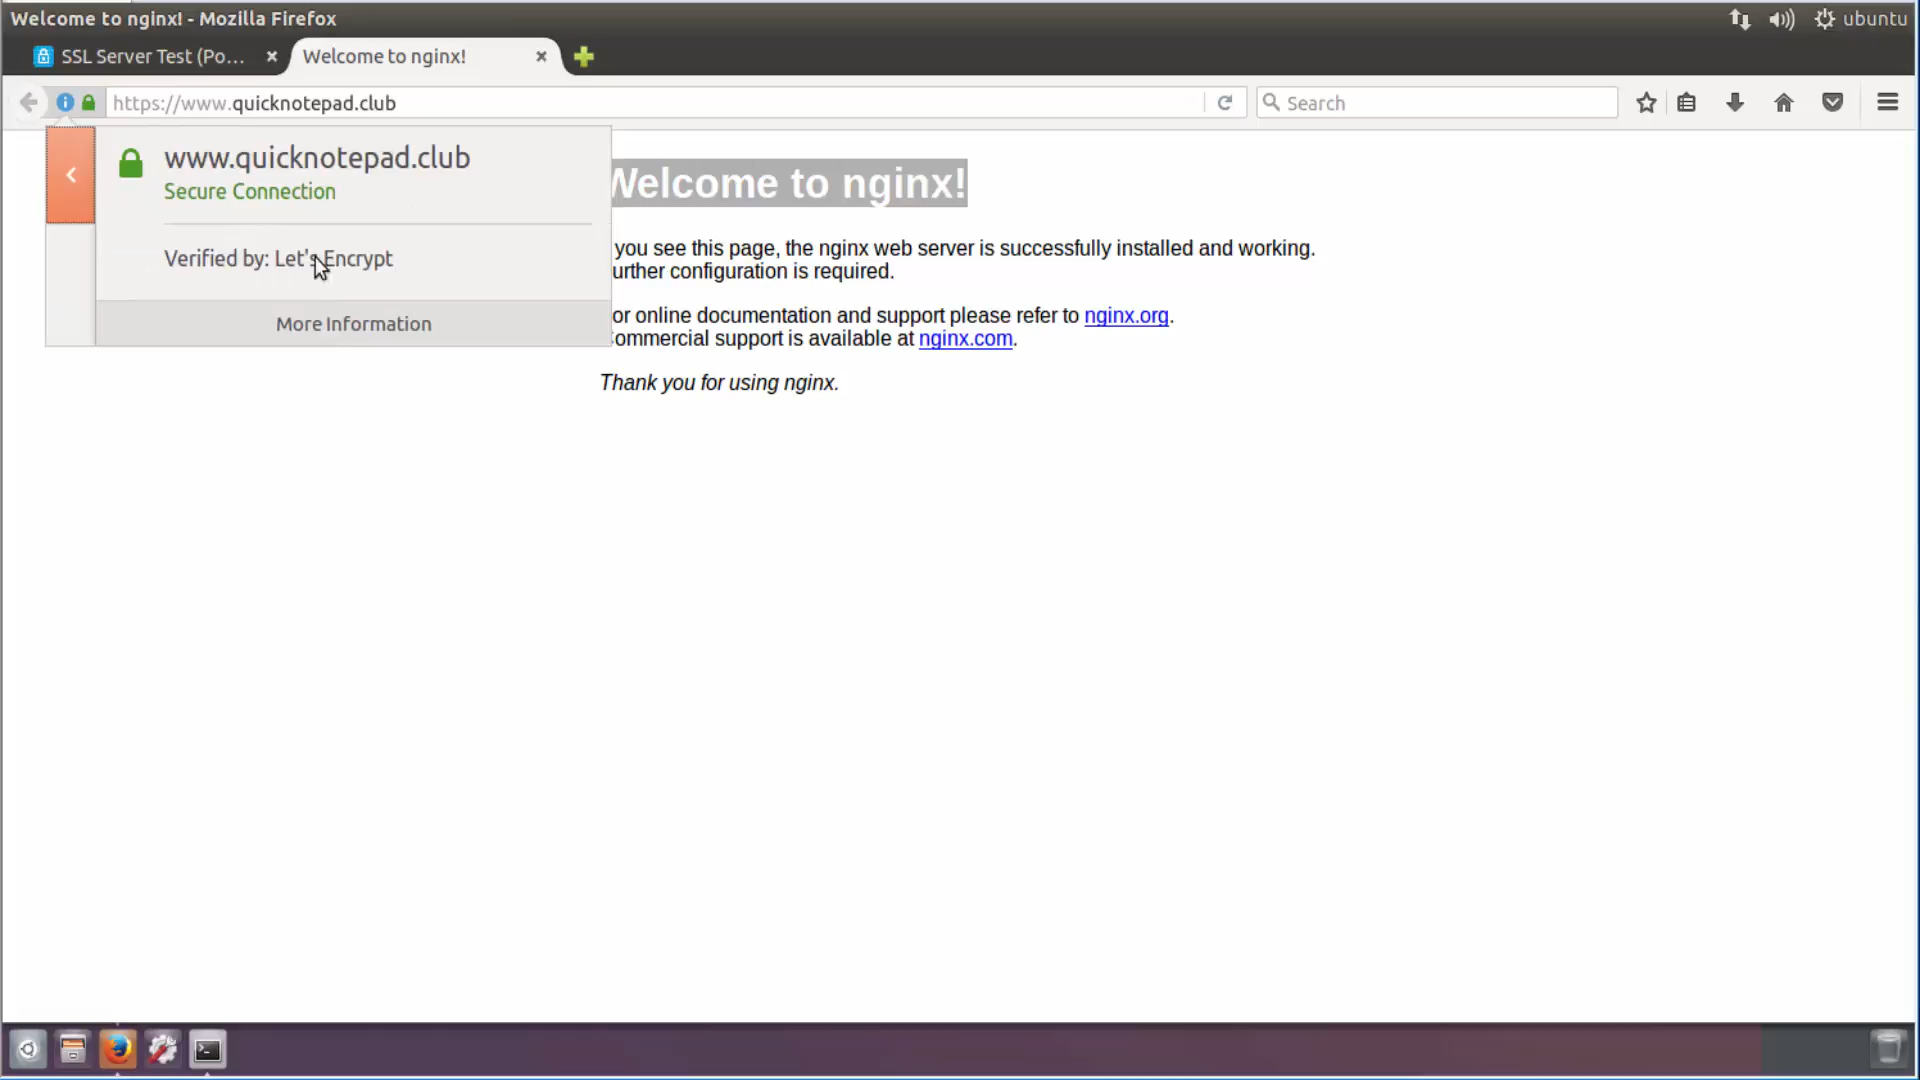 Welcome to nginx! - Mozilla Firefox
ubuntu
SSL Server Test (Po...
Welcome to nginx!
https://www.quicknotepad.club
Search
www.quicknotepad.club
Secure Connection
Verified by: Let's Encrypt
More Information
Welcome to nginx!
you see this page, the nginx web server is successfully installed and working.
urther configuration is required.
or online documentation and support please refer to nginx.org.
ommercial support is available at nginx.com.
Thank you for using nginx.